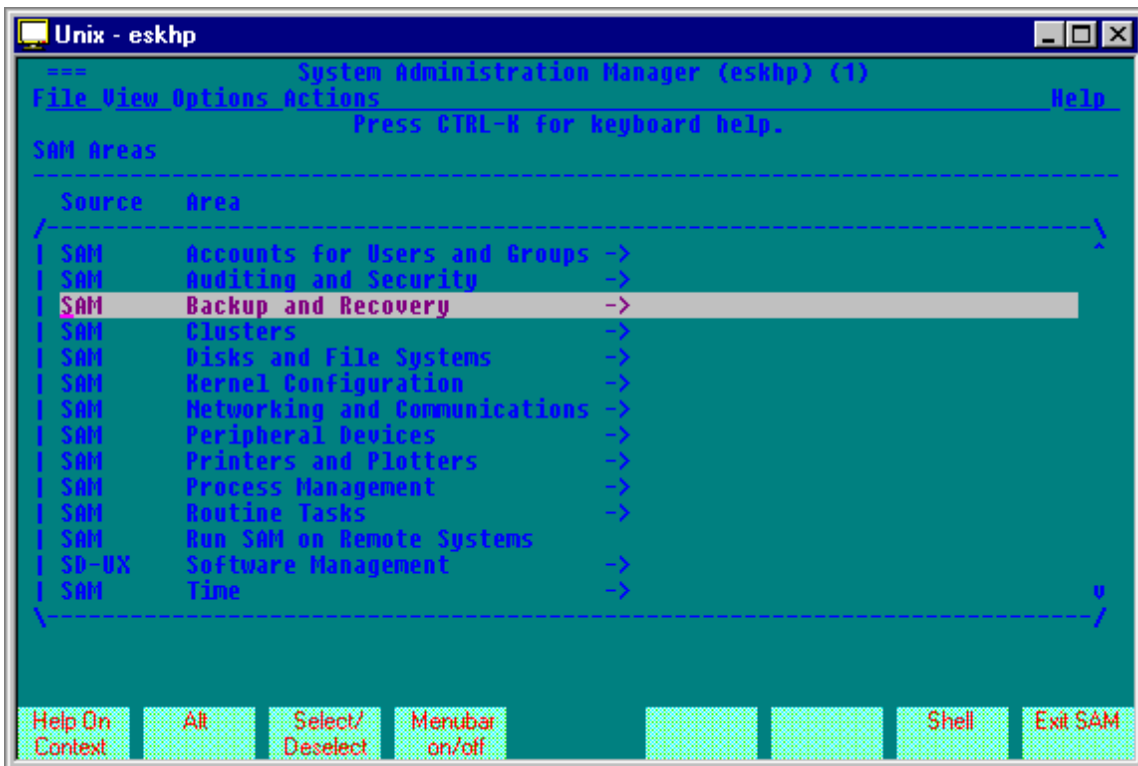 Unix - eskhp
=== System Administration Manager (eskhp) (1)
File View Options Actions Help
Press CTRL-K for keyboard help.
SAM Areas
Source Area
SAM Accounts for Users and Groups ->
SAM Auditing and Security ->
SAM Backup and Recovery ->
SAM Clusters ->
SAM Disks and File Systems ->
SAM Kernel Configuration ->
SAM Networking and Communications ->
SAM Peripheral Devices ->
SAM Printers and Plotters ->
SAM Process Management ->
SAM Routine Tasks ->
SAM Run SAM on Remote Systems
SD-UX Software Management ->
SAM Time ->
Help On Alt Select/ Menubar Shell Exit SAM
Context Deselect on/off